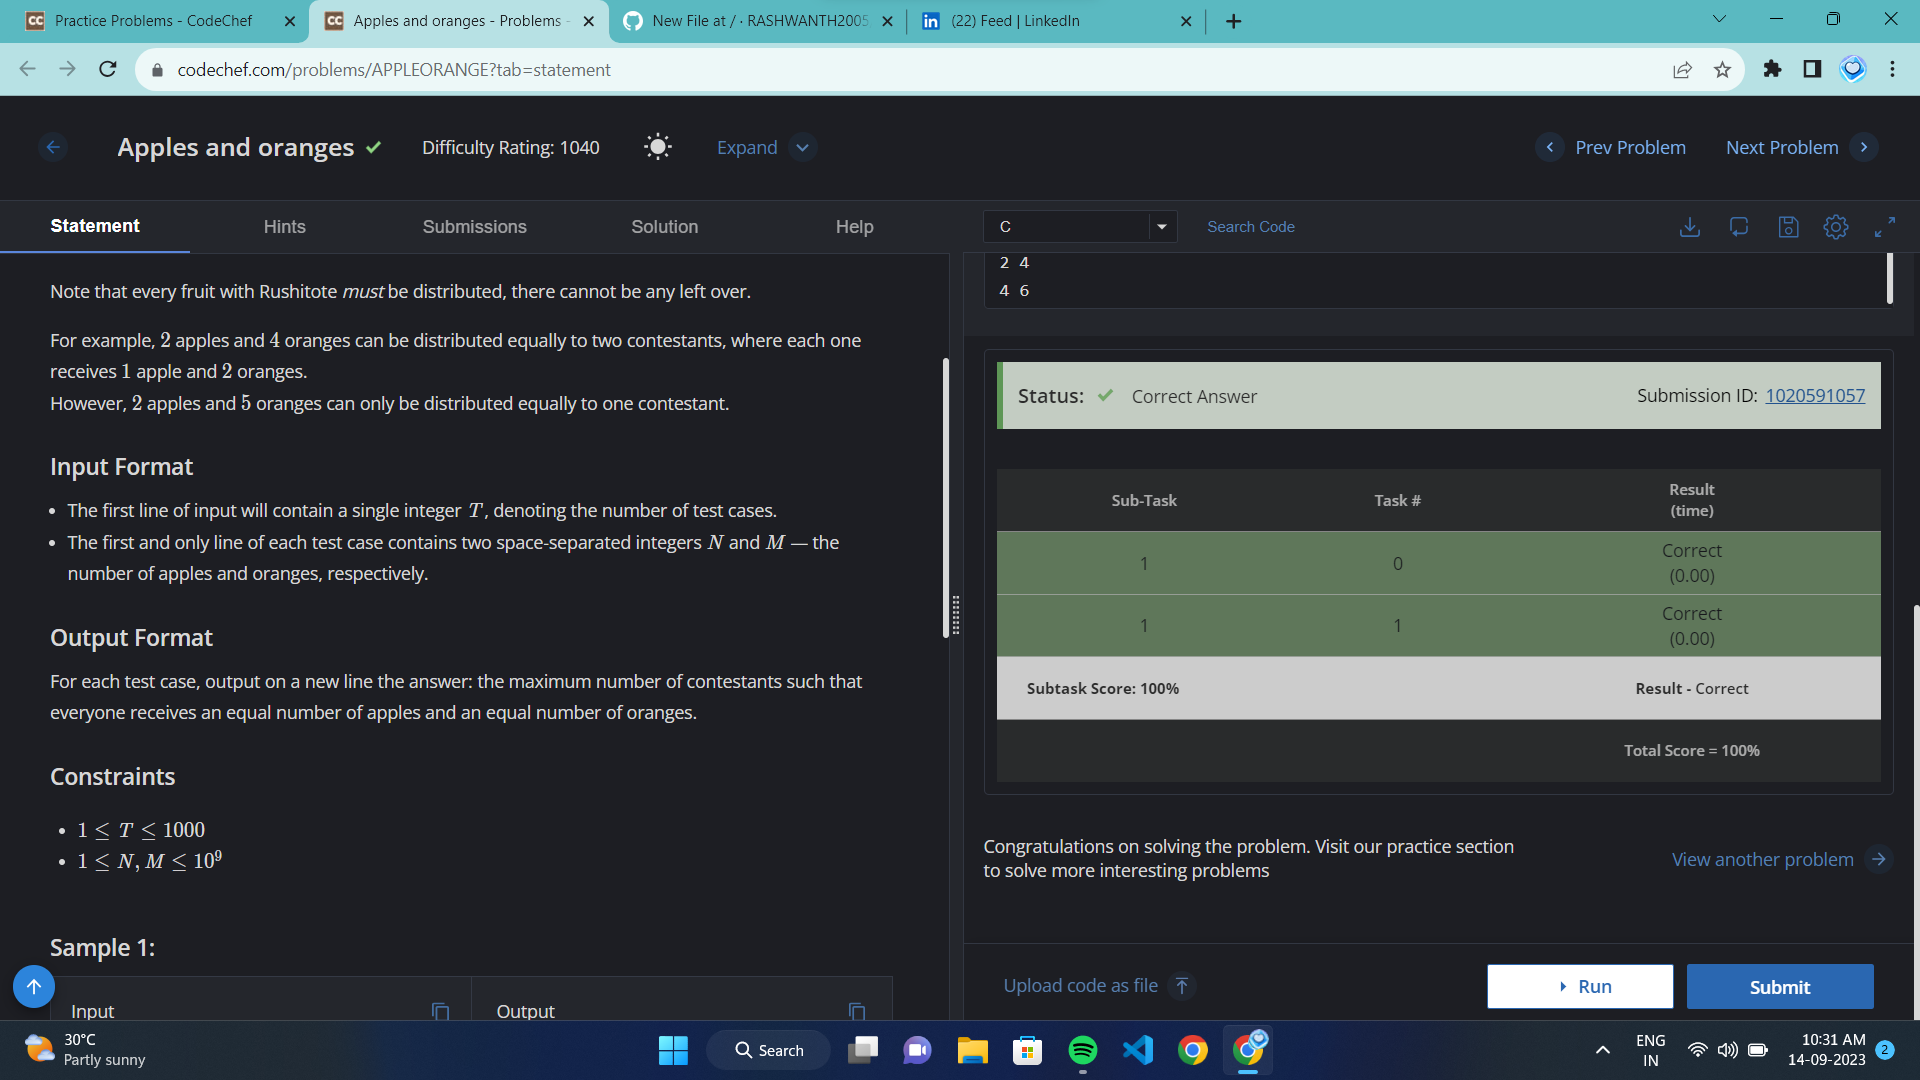 Practice Problems - CodeChef
Apples and oranges - Problems -
New File at / · RASHWANTH2005
(22) Feed | LinkedIn
codechef.com/problems/APPLEORANGE?tab=statement
Apples and oranges
Difficulty Rating: 1040
Expand
Prev Problem
Next Problem
Statement
Hints
Submissions
Solution
Help
Note that every fruit with Rushitote must be distributed, there cannot be any left over.
For example, 2 apples and 4 oranges can be distributed equally to two contestants, where each one
receives 1 apple and 2 oranges.
However, 2 apples and 5 oranges can only be distributed equally to one contestant.
Input Format
• The first line of input will contain a single integer T, denoting the number of test cases.
• The first and only line of each test case contains two space-separated integers N and M — the
number of apples and oranges, respectively.
Output Format
For each test case, output on a new line the answer: the maximum number of contestants such that
everyone receives an equal number of apples and an equal number of oranges.
Constraints
• 1 ≤ T ≤ 1000
• 1 ≤ N, M ≤ 10⁹
Sample 1:
Input
Output
C
Search Code
2 4
4 6
Status: ✔ Correct Answer
Submission ID: 1020591057
Sub-Task Task # Result
(time)
1 0 Correct
(0.00)
1 1 Correct
(0.00)
Subtask Score: 100% Result - Correct
Total Score = 100%
Congratulations on solving the problem. Visit our practice section
to solve more interesting problems
View another problem
Upload code as file
Run
Submit
30°C
Partly sunny
Search
ENG
IN
10:31 AM
14-09-2023
2